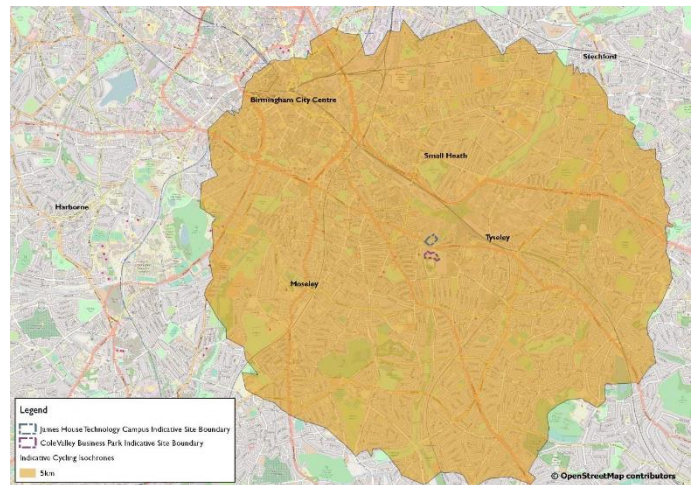 Stechford
Birmingham City Centre
Small Heath
Harborne
Tyseley
Moseley
Legend
James House Technology Campus Indicative Site Boundary
Cole Valley Business Park Indicative Site Boundary
Indicative Cycling Isochrones
5km
© OpenStreetMap contributors